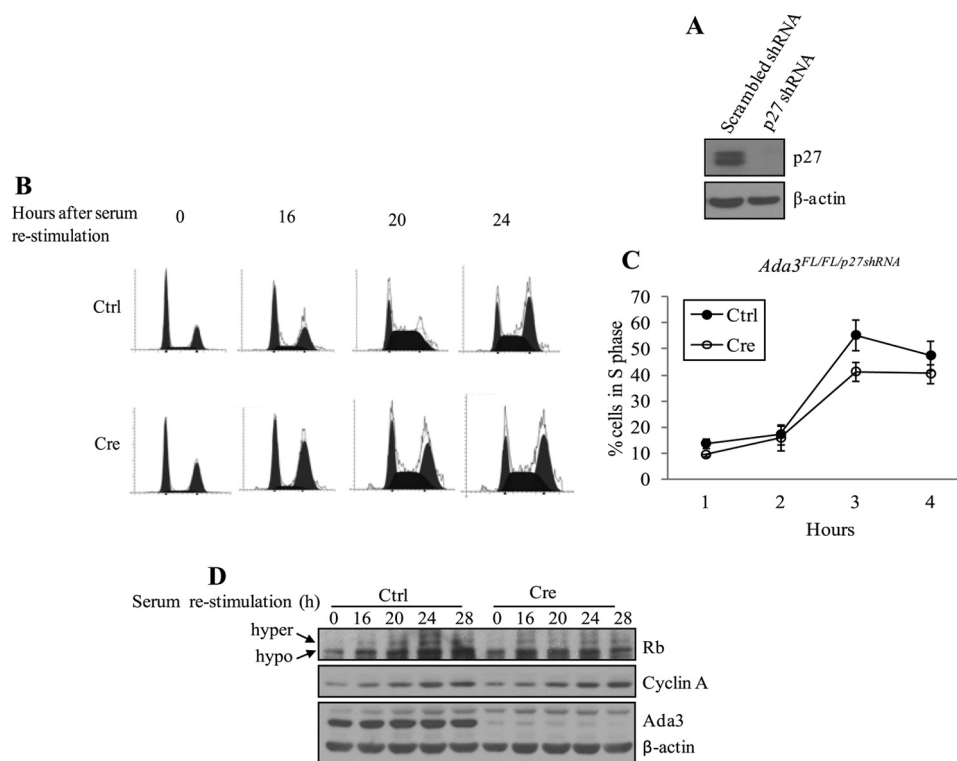 A
Scrambled shRNA
p27 shRNA
p27
β-actin
B
Hours after serum
re-stimulation
0 16 20 24
Ctrl
Cre
C
Ada3FL/FL/p27shRNA
% cells in S phase
70
60
50
40
30
20
10
0
Ctrl
Cre
1 2 3 4
Hours
D
Serum re-stimulation (h)
Ctrl Cre
0 16 20 24 28 0 16 20 24 28
hyper
hypo
Rb
Cyclin A
Ada3
β-actin